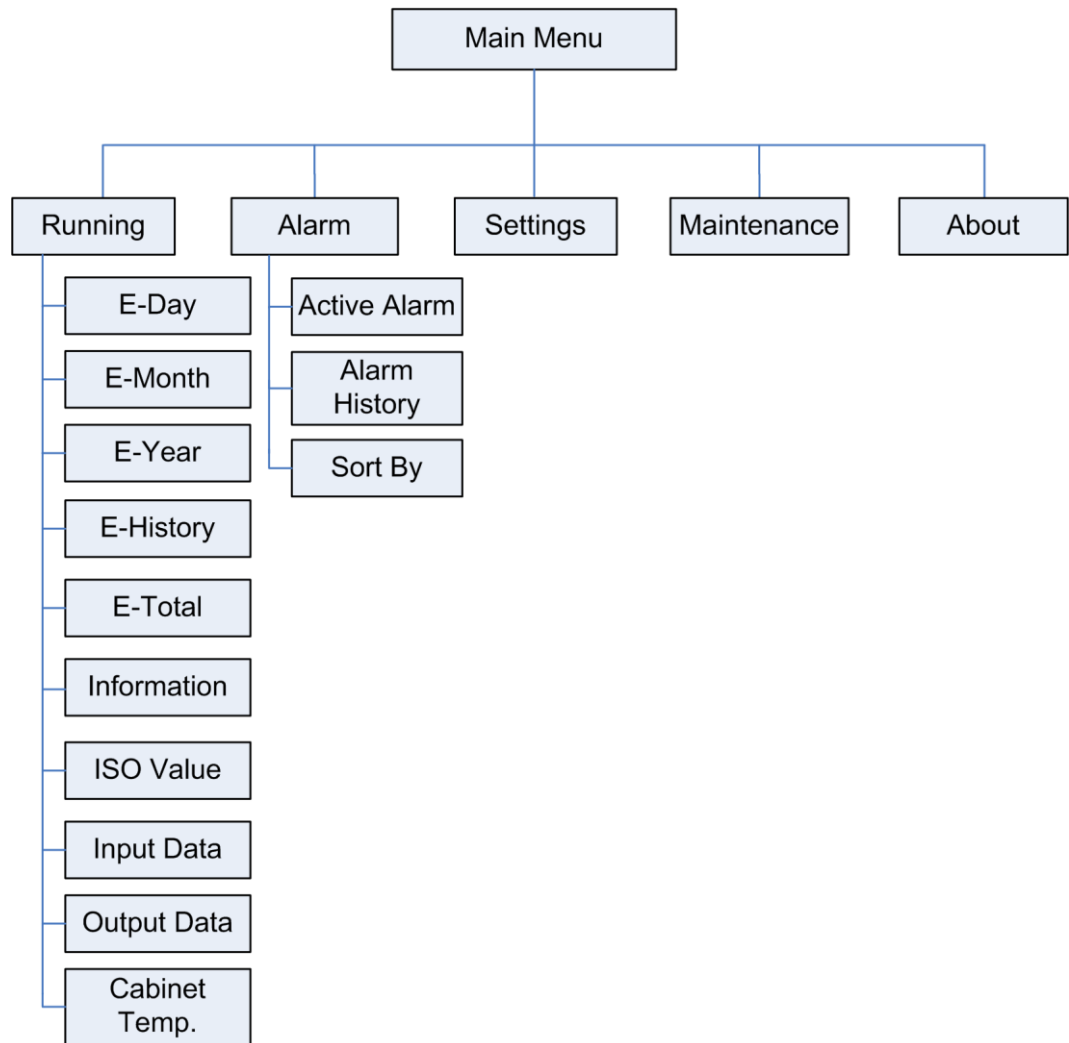 Main Menu
Running
Alarm
Settings
Maintenance
About
E-Day
E-Month
E-Year
E-History
E-Total
Information
ISO Value
Input Data
Output Data
Cabinet
Temp.
Active Alarm
Alarm
History
Sort By